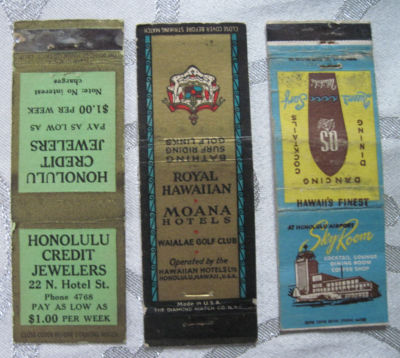 Note: No interest
charges
$1.00 PER WEEK
PAY AS LOW AS
JEWELERS
CREDIT
HONOLULU
HONOLULU
CREDIT
JEWELERS
22 N. Hotel St.
Phone 4768
PAY AS LOW AS
$1.00 PER WEEK
CLOSE COVER BEFORE STRIKING MATCH
BATHING
SURF RIDING
GOLF LINKS
ROYAL
HAWAIIAN
MOANA
HOTELS
WAIALAE GOLF CLUB
Operated by the
HAWAIIAN HOTELS LTD.
HONOLULU, HAWAII, U.S.A.
Made in U.S.A.
THE DIAMOND MATCH CO. N.Y.C.
COCKTAILS
DINING
DANCING
HAWAII'S FINEST
AT HONOLULU AIRPORT
Sky Room
COCKTAIL LOUNGE
DINING ROOM
COFFEE SHOP